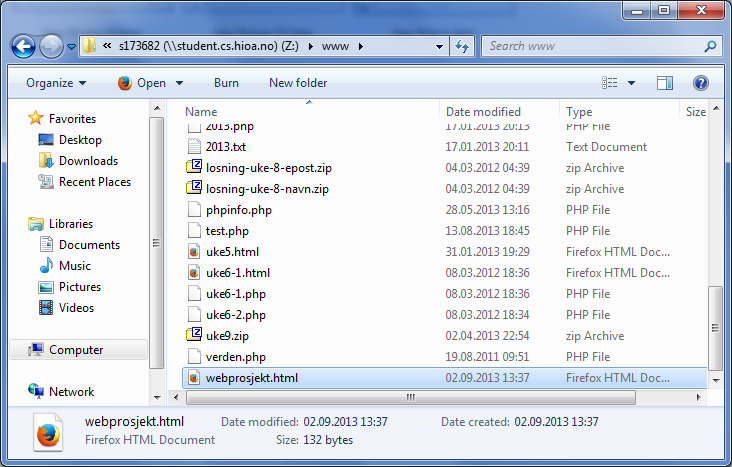 « s173682 (\\student.cs.hioa.no) (Z:) ▸ www ▸ Search www
Organize Open Burn New folder
Name Date modified Type Size
Favorites
Desktop
Downloads
Recent Places
Libraries
Documents
Music
Pictures
Videos
Computer
Network
2013.php 17.01.2013 20:13 PHP File
2013.txt 17.01.2013 20:11 Text Document
losning-uke-8-epost.zip 04.03.2012 04:39 zip Archive
losning-uke-8-navn.zip 04.03.2012 04:39 zip Archive
phpinfo.php 28.05.2013 13:16 PHP File
test.php 13.08.2013 18:45 PHP File
uke5.html 31.01.2013 19:29 Firefox HTML Doc...
uke6-1.html 08.03.2012 18:36 Firefox HTML Doc...
uke6-1.php 08.03.2012 18:36 PHP File
uke6-2.php 08.03.2012 18:34 PHP File
uke9.zip 02.04.2013 22:54 zip Archive
verden.php 19.08.2011 09:51 PHP File
webprosjekt.html 02.09.2013 13:37 Firefox HTML Doc...
webprosjekt.html Date modified: 02.09.2013 13:37 Date created: 02.09.2013 13:37
Firefox HTML Document Size: 132 bytes